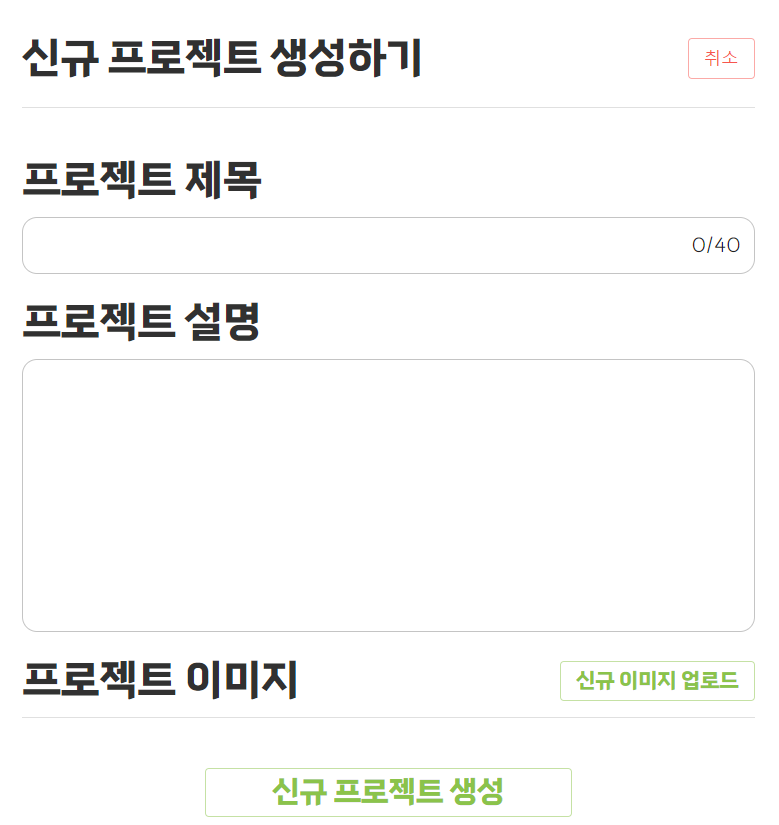 신규 프로젝트 생성하기
취소
프로젝트 제목
0/40
프로젝트 설명
프로젝트 이미지
신규 이미지 업로드
신규 프로젝트 생성